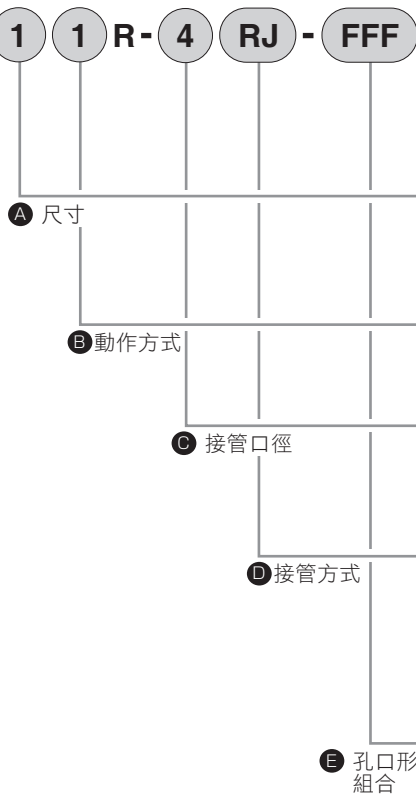 1 1 R - 4 RJ - FFF
A 尺寸
B 動作方式
C 接管口徑
D 接管方式
E 孔口形
組合